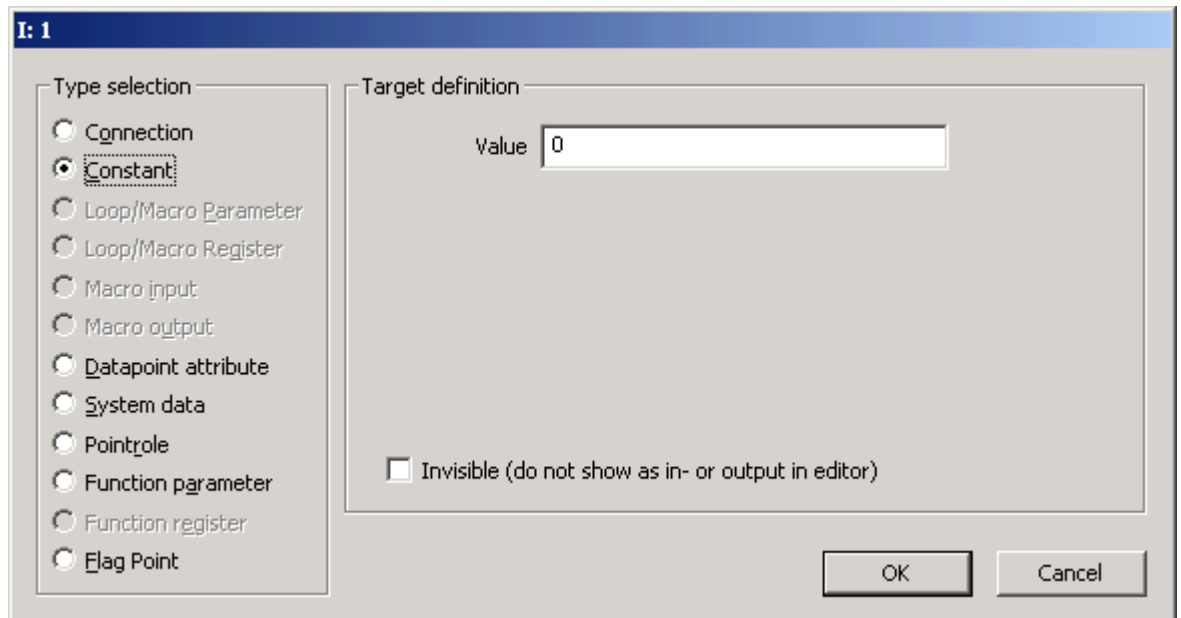 I: 1
Type selection
Connection
Constant
Loop/Macro Parameter
Loop/Macro Register
Macro input
Macro output
Datapoint attribute
System data
Pointrole
Function parameter
Function register
Flag Point
Target definition
Value 0
Invisible (do not show as in- or output in editor)
OK Cancel